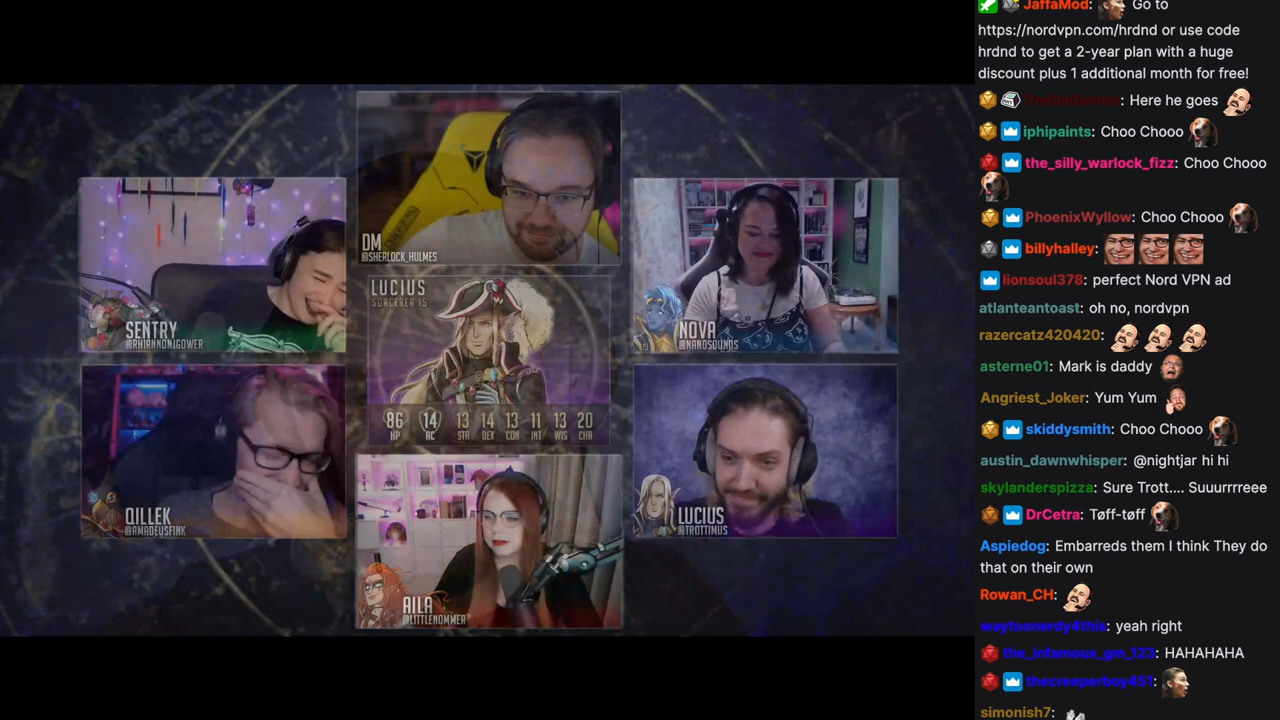 JaffaMod: Go to
https://nordvpn.com/hrdnd or use code
hrdnd to get a 2-year plan with a huge
discount plus 1 additional month for free!
Here he goes
iphipaints: Choo Chooo
the_silly_warlock_fizz: Choo Chooo
PhoenixWyllow: Choo Chooo
billyhalley:
lionsoul378: perfect Nord VPN ad
atlanteantoast: oh no, nordvpn
razercatz420420:
asterne01: Mark is daddy
Angriest_Joker: Yum Yum
skiddysmith: Choo Chooo
austin_dawnwhisper: @nightjar hi hi
skylanderspizza: Sure Trott.... Suuurrreee
DrCetra: Tøff-tøff
Aspiedog: Embarreds them I think They do
that on their own
Rowan_CH:
waytoonerdy4this: yeah right
the_infamous_gm_123: HAHAHAHA
thecreeperboy451:
simonish7:
DM
@SHERLOCK_HULMES
SENTRY
@RHIANNONJGOWER
LUCIUS
SORCERER 15
86 14 13 14 13 11 13 20
HP AC STR DEX CON INT WIS CHA
NOVA
@NANOSOUNDS
QILLEK
@AMADEUSFINK
LUCIUS
@TROTTIMUS
AILA
@LITTLENOMMER